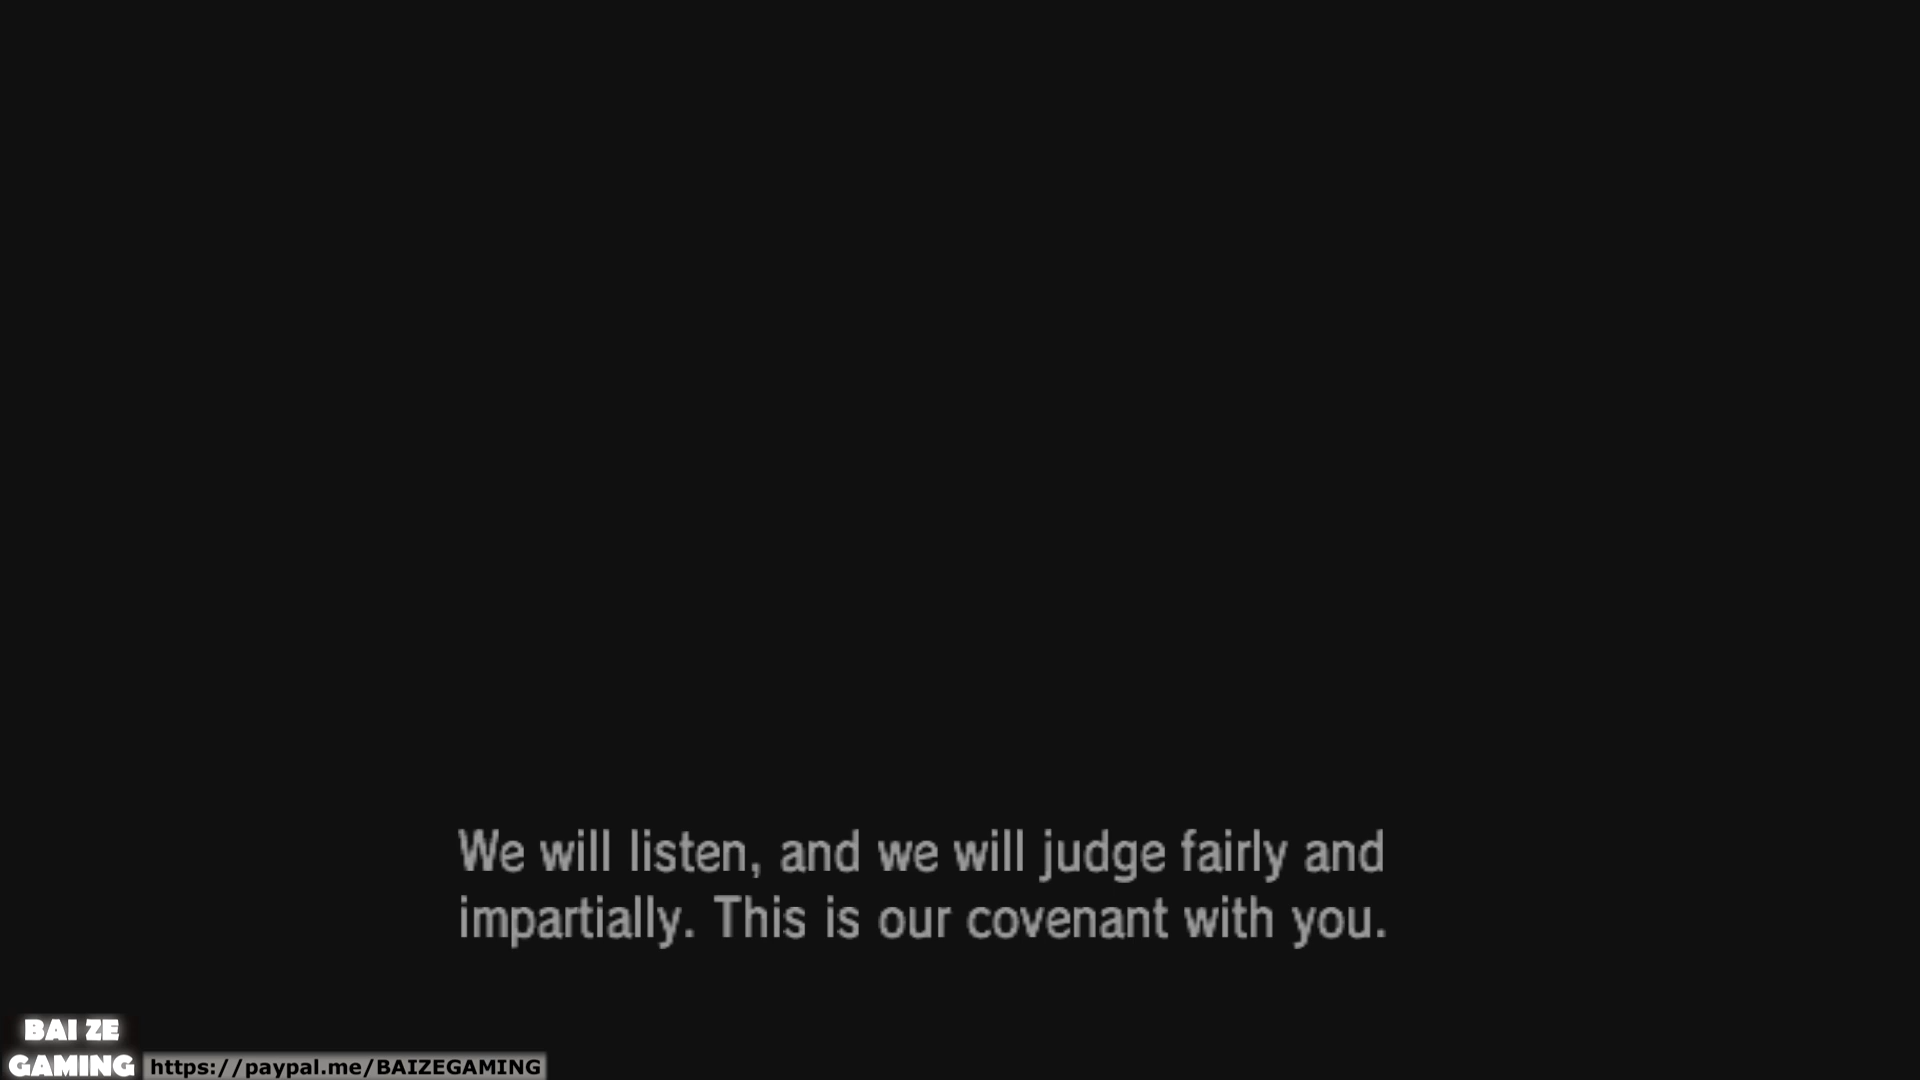 We will listen, and we will judge fairly and
impartially. This is our covenant with you.
BAI ZE
GAMING
https://paypal.me/BAIZEGAMING